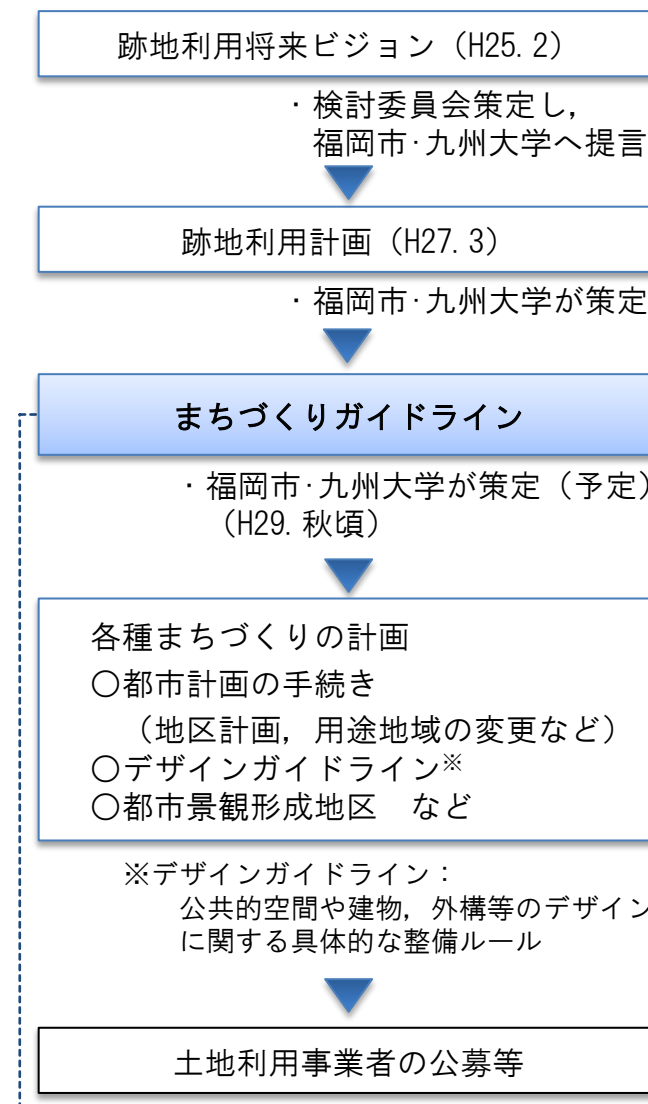 跡地利用将来ビジョン（H25.2）
・検討委員会策定し，
福岡市・九州大学へ提言
跡地利用計画（H27.3）
・福岡市・九州大学が策定
まちづくりガイドライン
・福岡市・九州大学が策定（予定）
（H29.秋頃）
各種まちづくりの計画
○都市計画の手続き
（地区計画，用途地域の変更など）
○デザインガイドライン※
○都市景観形成地区　など
※デザインガイドライン：
公共的空間や建物，外構等のデザイン
に関する具体的な整備ルール
土地利用事業者の公募等